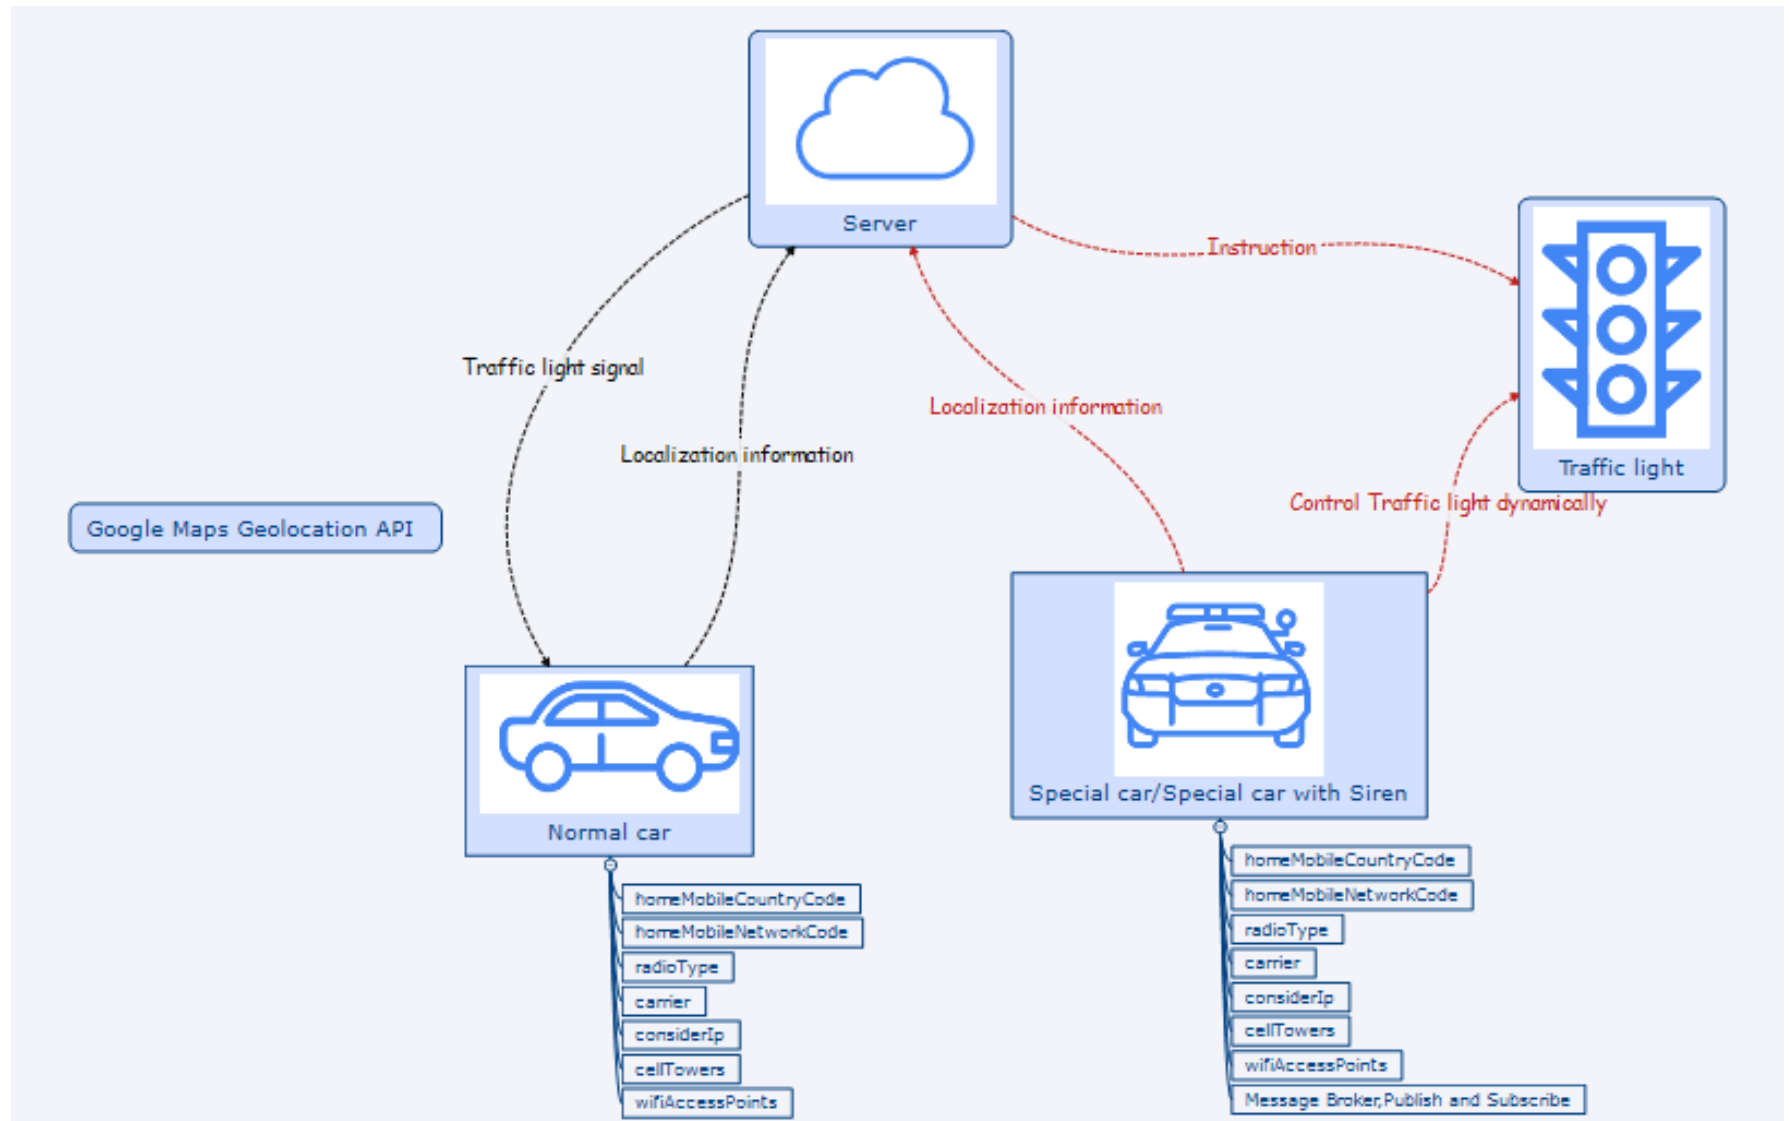 Server
Instruction
Traffic light signal
Localization information
Localization information
Traffic light
Control Traffic light dynamically
Google Maps Geolocation API
Normal car
homeMobileCountryCode
homeMobileNetworkCode
radioType
carrier
considerIp
cellTowers
wifiAccessPoints
Special car/Special car with Siren
homeMobileCountryCode
homeMobileNetworkCode
radioType
carrier
considerIp
cellTowers
wifiAccessPoints
Message Broker,Publish and Subscribe